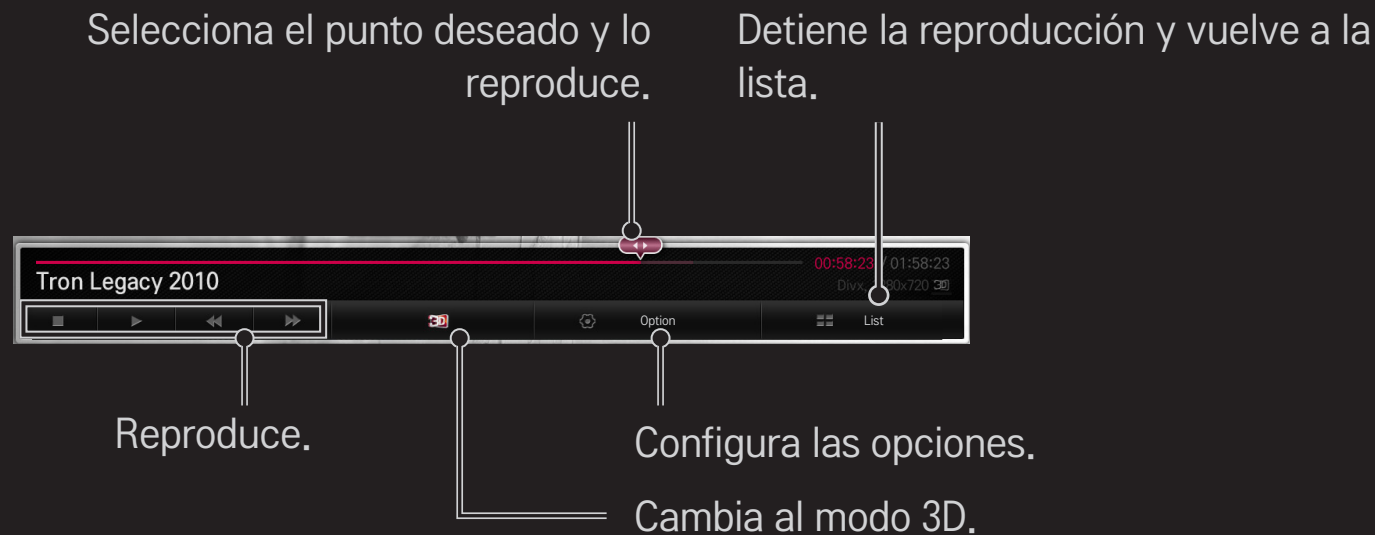 Selecciona el punto deseado y lo
reproduce.
Detiene la reproducción y vuelve a la
lista.
00:58:23 / 01:58:23
Tron Legacy 2010
Divx, 80x720 3D
3D
Option
List
Reproduce.
Configura las opciones.
Cambia al modo 3D.